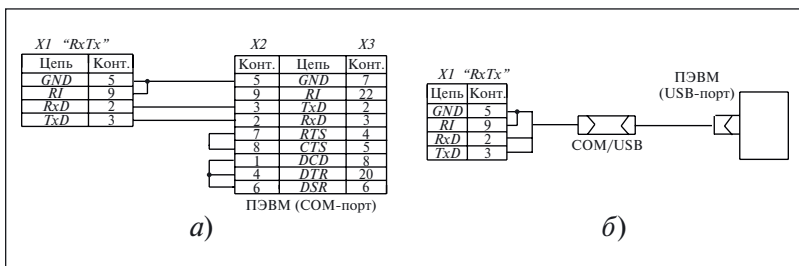 X1 "RxTx"
Цепь Конт.
GND 5
RI 9
RxD 2
TxD 3
X2 X3
Конт. Цепь Конт.
5 GND 7
9 RI 22
3 TxD 2
2 RxD 3
7 RTS 4
8 CTS 5
1 DCD 8
4 DTR 20
6 DSR 6
ПЭВМ (COM-порт)
а)
X1 "RxTx"
Цепь Конт.
GND 5
RI 9
RxD 2
TxD 3
COM/USB
ПЭВМ
(USB-порт)
б)